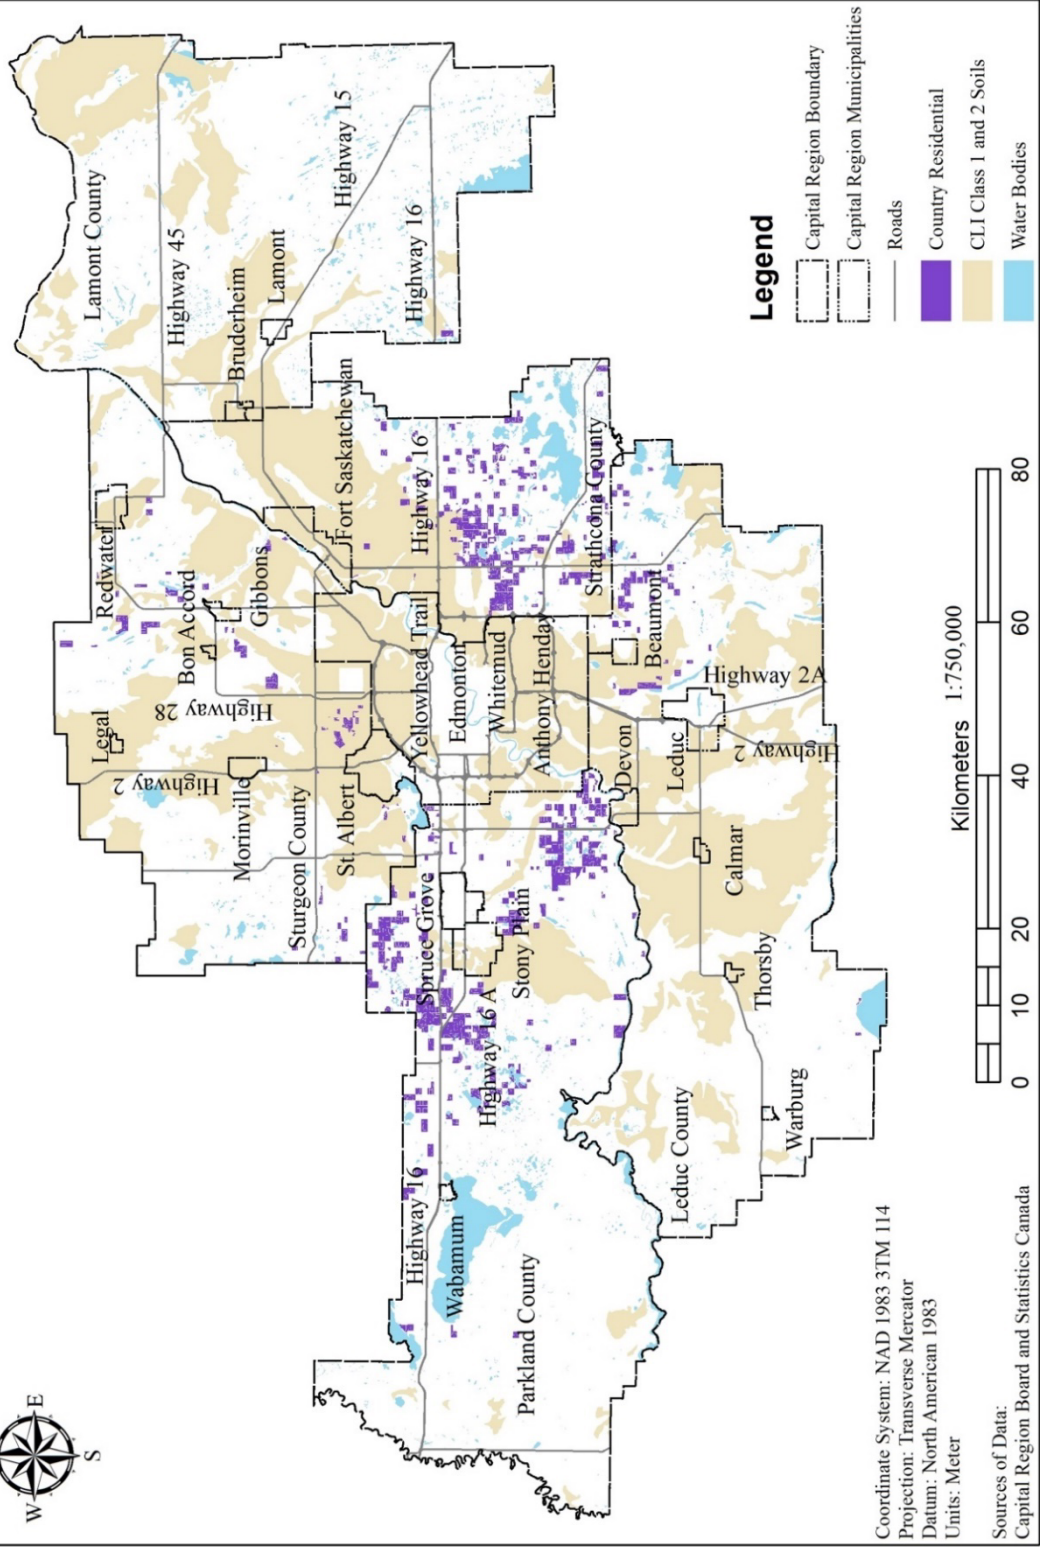 W
E
S
Lamont County
Highway 45
Bruderheim
Lamont
Highway 15
Highway 16
Redwater
Bon Accord
Gibbons
Fort Saskatchewan
Highway 16
Legal
Highway 28
Highway 2
Morinville
Sturgeon County
St. Albert
Yellowhead Trail
Edmonton
Whitemud
Anthony Henday
Strathcona County
Beaumont
Devon
Leduc
Highway 2A
Highway 2
Spruce Grove
Stony Plain
Highway 16 A
Calmar
Thorsby
Warburg
Leduc County
Highway 16
Wabamum
Parkland County
Legend
Capital Region Boundary
Capital Region Municipalities
Roads
Country Residential
CLI Class 1 and 2 Soils
Water Bodies
Coordinate System: NAD 1983 3TM 114
Projection: Transverse Mercator
Datum: North American 1983
Units: Meter
Sources of Data:
Capital Region Board and Statistics Canada
Kilometers 1:750,000
0 10 20 40 60 80